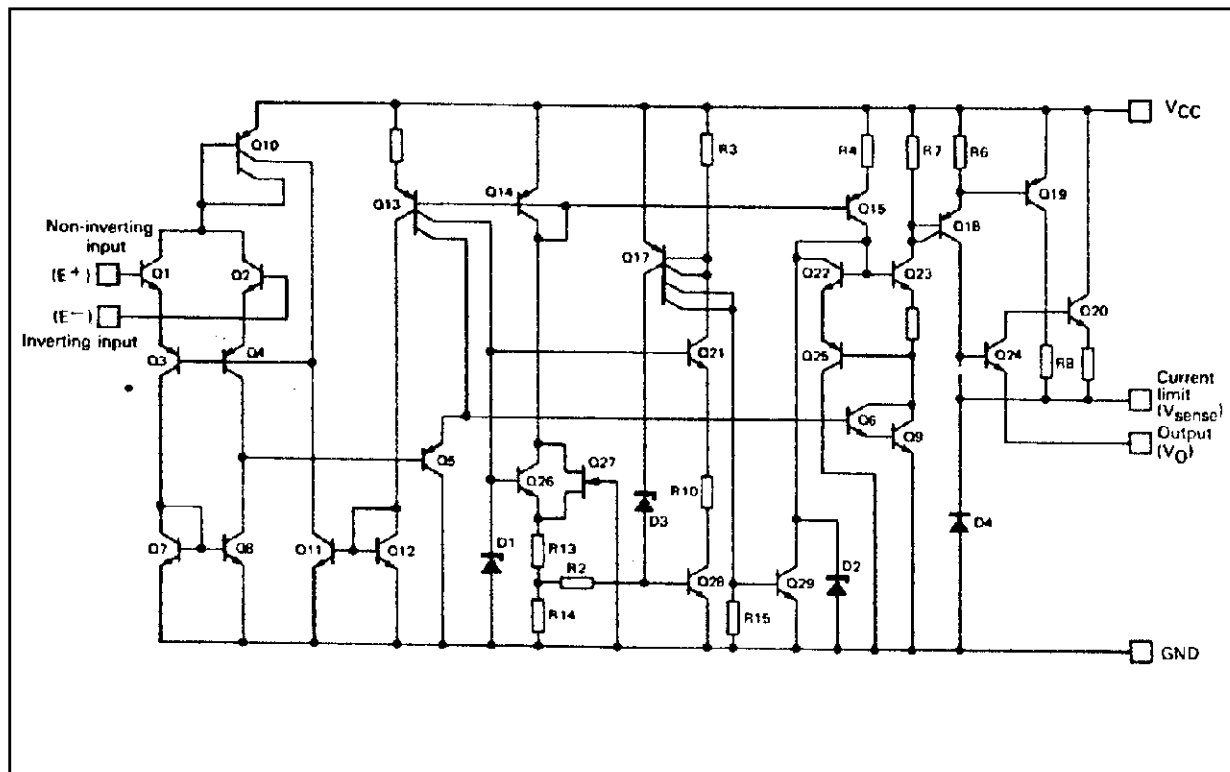 VCC
Q10
R3
R4
R7
R6
Q13
Q14
Q15
Q19
Q18
Non-inverting
input
(E+)
Q1
Q2
Q17
Q22
Q23
(E−)
Inverting input
Q20
Q3
Q4
Q21
Q25
Q24
R8
Current
limit
(Vsense)
Q6
Q9
Output
(VO)
Q5
Q26
Q27
R10
D3
Q7
Q8
Q11
Q12
D1
R13
R2
Q28
Q29
D2
D4
R14
R15
GND